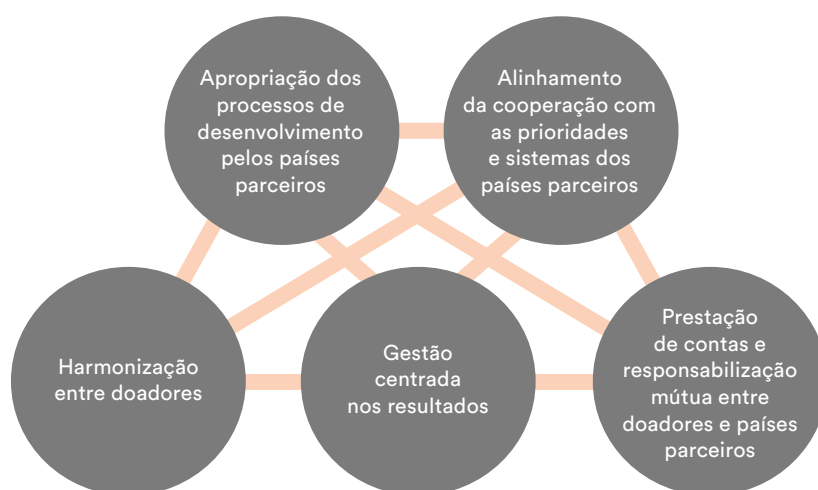 Apropriação dos
processos de
desenvolvimento
pelos países
parceiros
Alinhamento
da cooperação com
as prioridades
e sistemas dos
países parceiros
Harmonização
entre doadores
Gestão
centrada
nos resultados
Prestação
de contas e
responsabilização
mútua entre
doadores e países
parceiros